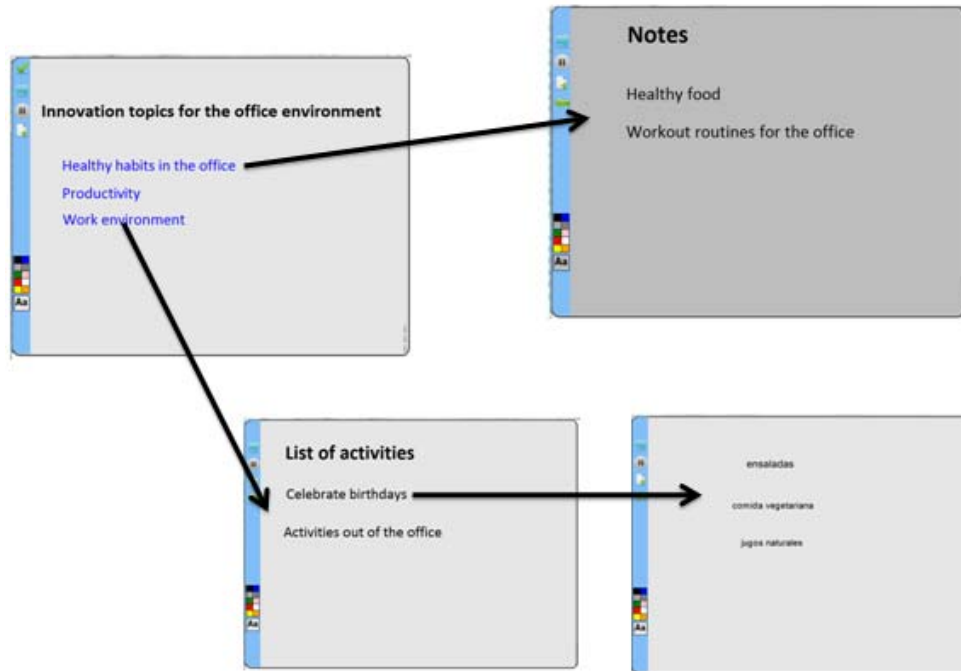 Innovation topics for the office environment
Healthy habits in the office
Productivity
Work environment
Aa
Notes
Healthy food
Workout routines for the office
Aa
List of activities
Celebrate birthdays
Activities out of the office
Aa
ensaladas
comida vegetariana
jugos naturales
Aa